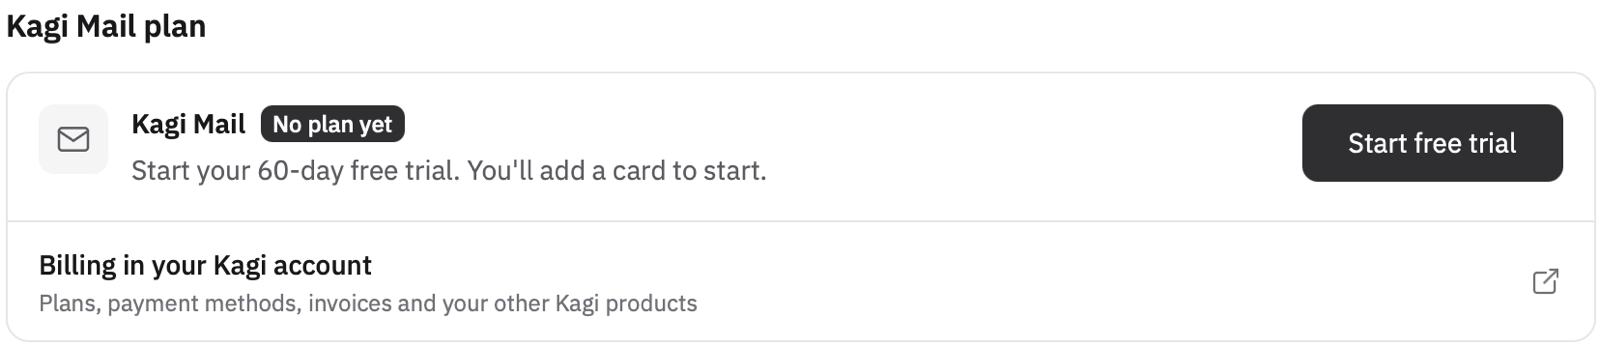 Kagi Mail plan
Kagi Mail No plan yet
Start your 60-day free trial. You'll add a card to start.
Start free trial
Billing in your Kagi account
Plans, payment methods, invoices and your other Kagi products